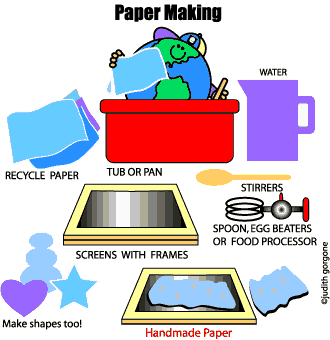 Paper Making
WATER
RECYCLE PAPER
TUB OR PAN
STIRRERS
SPOON, EGG BEATERS
OR FOOD PROCESSOR
SCREENS WITH FRAMES
Make shapes too!
Handmade Paper
©judith gorgone